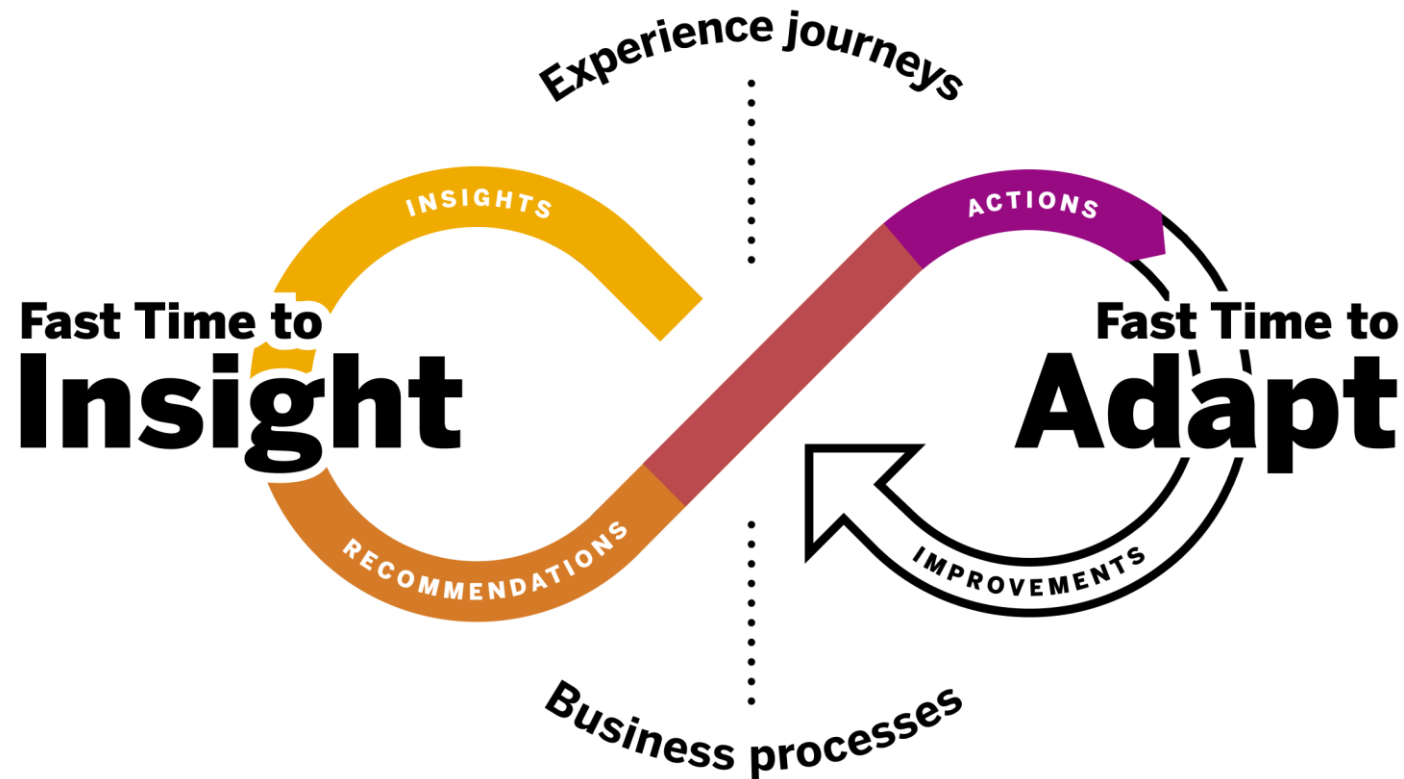 Experience journeys
INSIGHTS
ACTIONS
Fast Time to
Insight
Fast Time to
Adapt
RECOMMENDATIONS
IMPROVEMENTS
Business processes